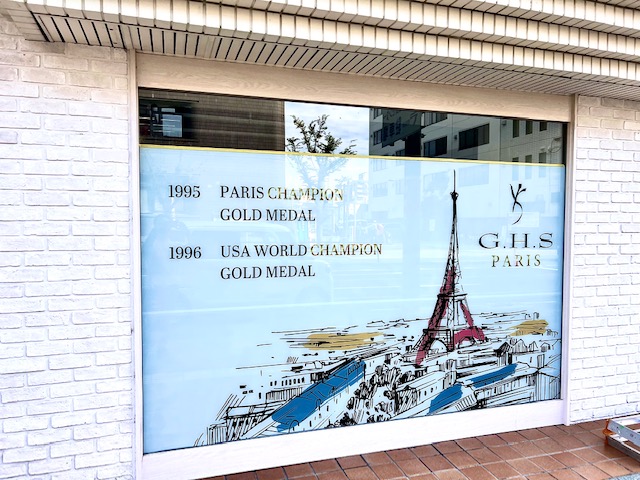 1995 PARIS CHAMPION
GOLD MEDAL
1996 USA WORLD CHAMPION
GOLD MEDAL
G.H.S
PARIS